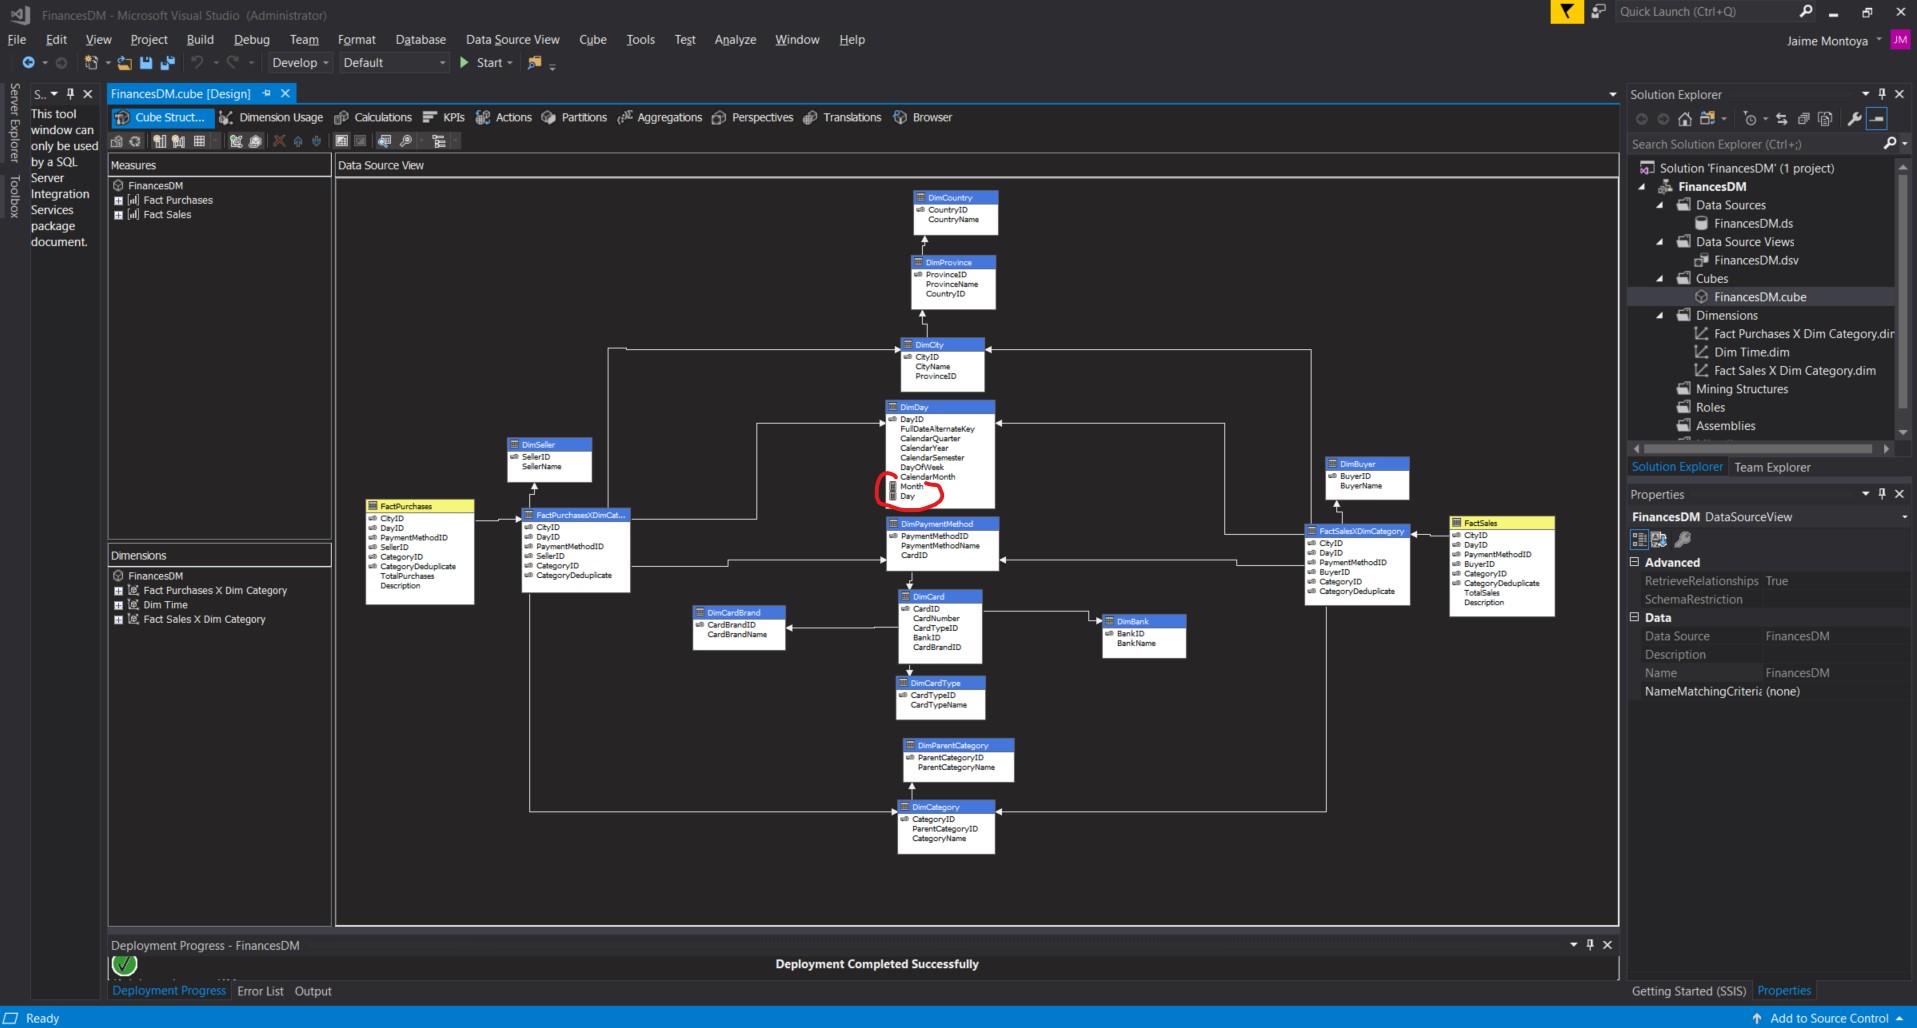 FinancesDM - Microsoft Visual Studio (Administrator)
Quick Launch (Ctrl+Q)
File Edit View Project Build Debug Team Format Database Data Source View Cube Tools Test Analyze Window Help
Jaime Montoya JM
Develop Default Start
Server Explorer
Toolbox
S..
This tool
window can
only be used
by a SQL
Server
Integration
Services
package
document.
FinancesDM.cube [Design]
Cube Struct... Dimension Usage Calculations KPIs Actions Partitions Aggregations Perspectives Translations Browser
Measures
FinancesDM
Fact Purchases
Fact Sales
Dimensions
FinancesDM
Fact Purchases X Dim Category
Dim Time
Fact Sales X Dim Category
Data Source View
DimCountry
CountryID
CountryName
DimProvince
ProvinceID
ProvinceName
CountryID
DimCity
CityID
CityName
ProvinceID
DimDay
DayID
FullDateAlternateKey
CalendarQuarter
CalendarYear
CalendarSemester
DayOfWeek
CalendarMonth
Month
Day
DimSeller
SellerID
SellerName
DimBuyer
BuyerID
BuyerName
FactPurchases
CityID
DayID
PaymentMethodID
SellerID
CategoryID
CategoryDeduplicate
TotalPurchases
Description
FactPurchasesXDimCat...
CityID
DayID
PaymentMethodID
SellerID
CategoryID
CategoryDeduplicate
DimPaymentMethod
PaymentMethodID
PaymentMethodName
CardID
FactSalesXDimCategory
CityID
DayID
PaymentMethodID
BuyerID
CategoryID
CategoryDeduplicate
FactSales
CityID
DayID
PaymentMethodID
BuyerID
CategoryID
CategoryDeduplicate
TotalSales
Description
DimCardBrand
CardBrandID
CardBrandName
DimCard
CardID
CardNumber
CardTypeID
BankID
CardBrandID
DimBank
BankID
BankName
DimCardType
CardTypeID
CardTypeName
DimParentCategory
ParentCategoryID
ParentCategoryName
DimCategory
CategoryID
ParentCategoryID
CategoryName
Solution Explorer
Search Solution Explorer (Ctrl+;)
Solution 'FinancesDM' (1 project)
FinancesDM
Data Sources
FinancesDM.ds
Data Source Views
FinancesDM.dsv
Cubes
FinancesDM.cube
Dimensions
Fact Purchases X Dim Category.dir
Dim Time.dim
Fact Sales X Dim Category.dim
Mining Structures
Roles
Assemblies
Solution Explorer Team Explorer
Properties
FinancesDM DataSourceView
Advanced
RetrieveRelationships True
SchemaRestriction
Data
Data Source FinancesDM
Description
Name FinancesDM
NameMatchingCriteria (none)
Deployment Progress - FinancesDM
Deployment Completed Successfully
Deployment Progress Error List Output
Getting Started (SSIS) Properties
Ready
Add to Source Control